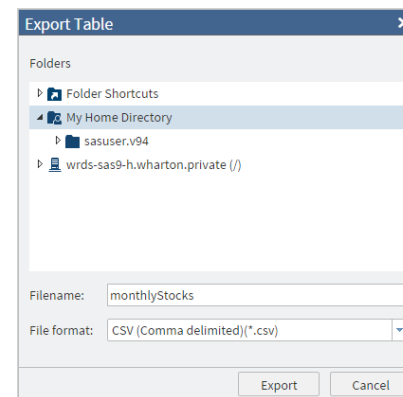 Export Table
Folders
Folder Shortcuts
My Home Directory
sasuser.v94
wrds-sas9-h.wharton.private (/)
Filename: monthlyStocks
File format: CSV (Comma delimited)(*.csv)
Export Cancel